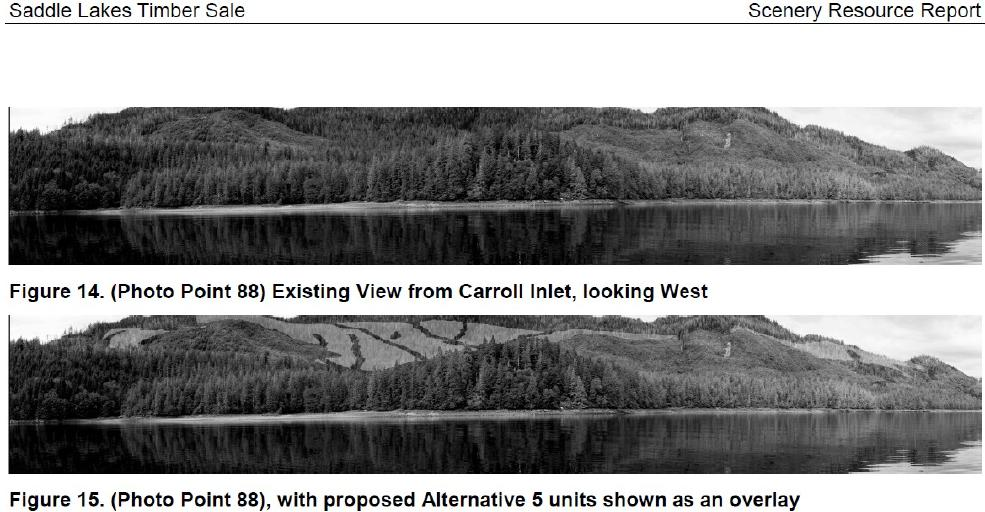 Saddle Lakes Timber Sale Scenery Resource Report
Figure 14. (Photo Point 88) Existing View from Carroll Inlet, looking West
Figure 15. (Photo Point 88), with proposed Alternative 5 units shown as an overlay